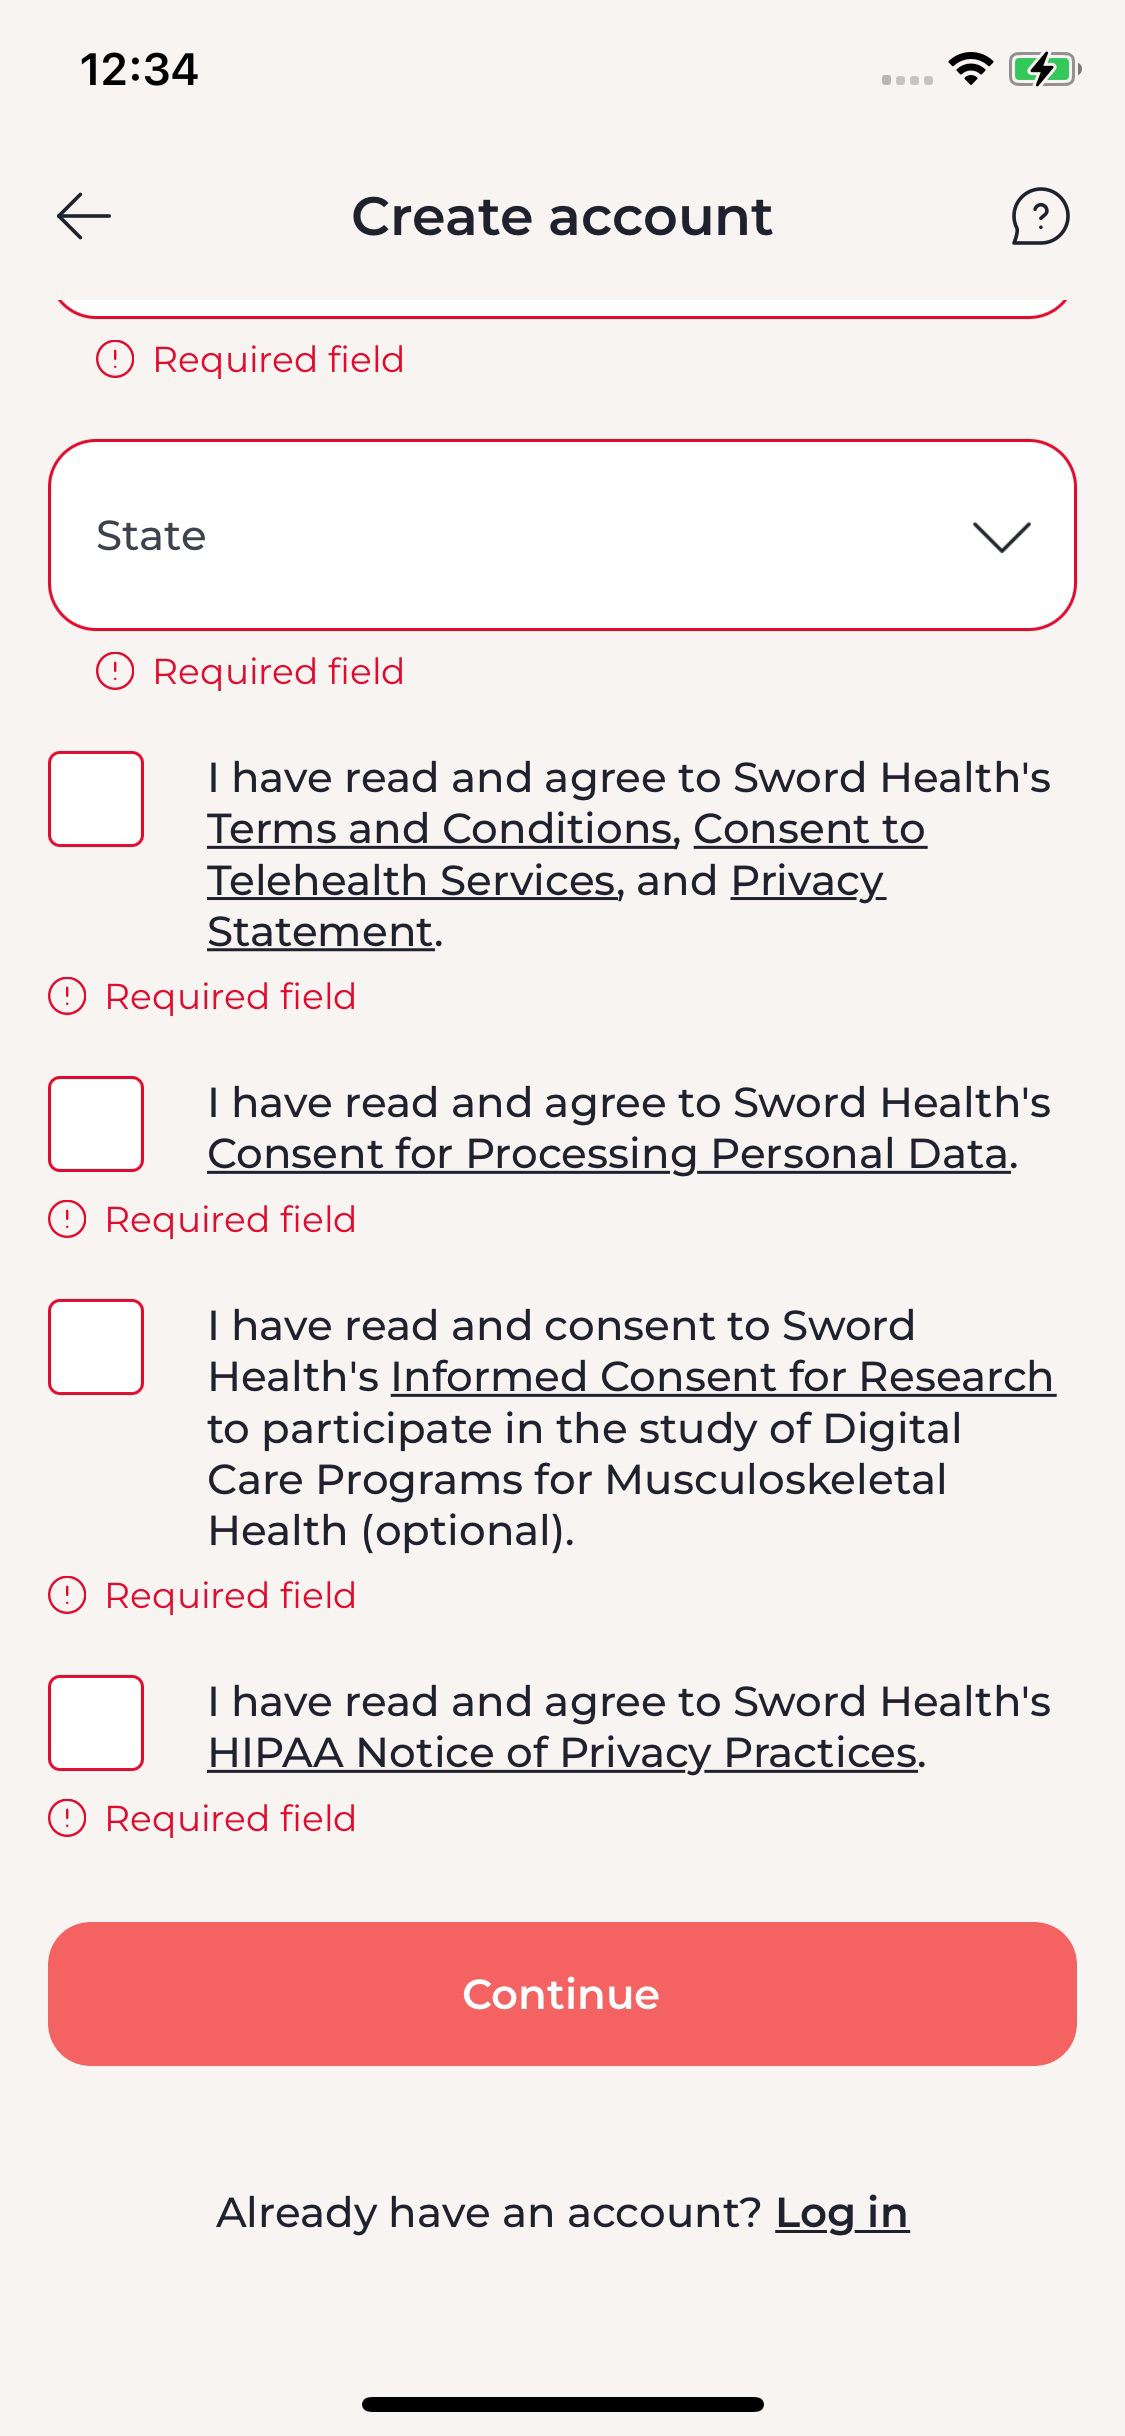 12:34
Create account
Required field
State
Required field
I have read and agree to Sword Health's
Terms and Conditions, Consent to
Telehealth Services, and Privacy
Statement.
Required field
I have read and agree to Sword Health's
Consent for Processing Personal Data.
Required field
I have read and consent to Sword
Health's Informed Consent for Research
to participate in the study of Digital
Care Programs for Musculoskeletal
Health (optional).
Required field
I have read and agree to Sword Health's
HIPAA Notice of Privacy Practices.
Required field
Continue
Already have an account? Log in